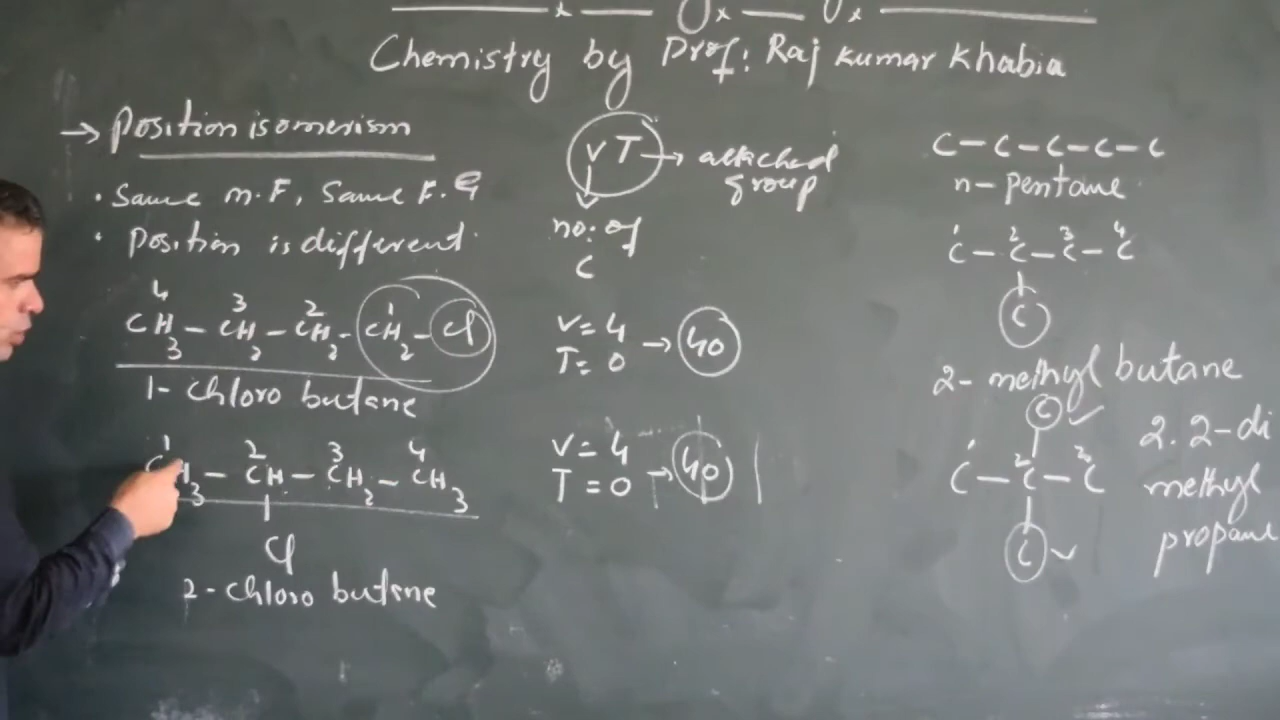 Chemistry by Prof: Raj Kumar Khabia
→ Position isomerism
• Same M.F, Same F.G
• Position is different.
4 3 2 1
CH3 – CH2 – CH2 – CH2 – Cl
1- Chloro butane
1 2 3 4
CH3 – CH – CH2 – CH3
Cl
2- Chloro butane
VT → attached
group
no. of
C
V = 4
T = 0 → 40
V = 4
T = 0 → 40
C – C – C – C – C
n- Pentane
1 2 3 4
C – C – C – C
C
2- methyl butane
C
1 2 3
C – C – C
C
2.2-di
methyl
propane